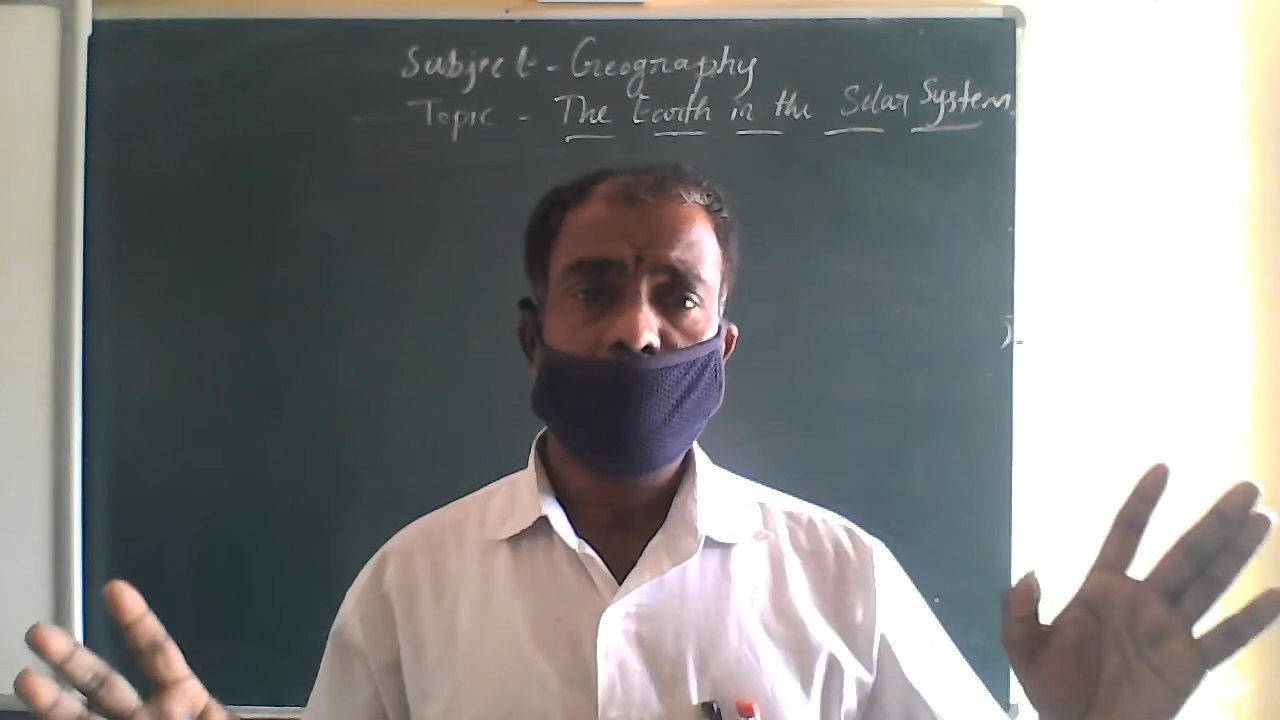 Subject - Geography
Topic - The Earth in the Solar System.